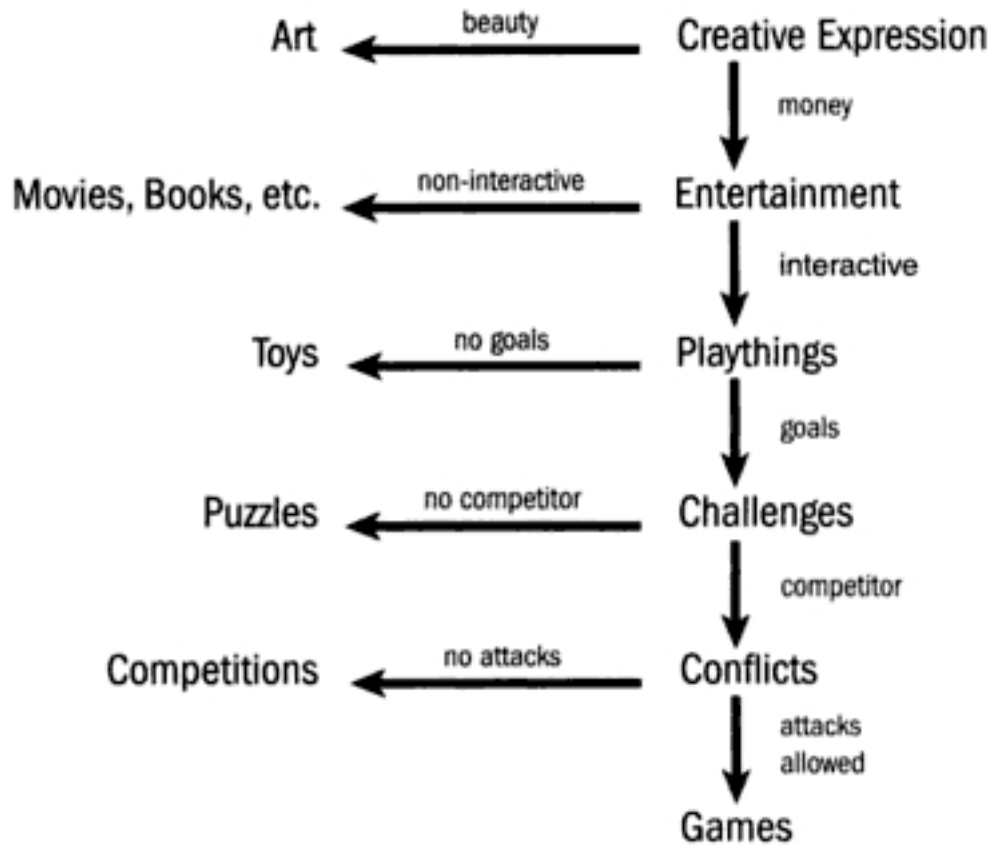 Art
beauty
Creative Expression
money
Movies, Books, etc.
non-interactive
Entertainment
interactive
Toys
no goals
Playthings
goals
Puzzles
no competitor
Challenges
competitor
Competitions
no attacks
Conflicts
attacks
allowed
Games